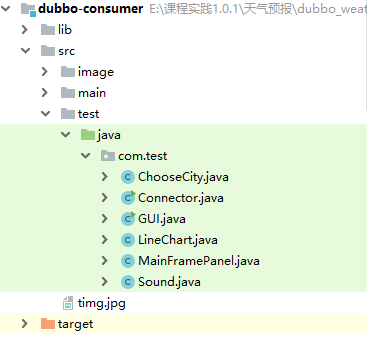 dubbo-consumer E:\课程实践1.0.1\天气预报\dubbo_wea
lib
src
image
main
test
java
com.test
ChooseCity.java
Connector.java
GUI.java
LineChart.java
MainFramePanel.java
Sound.java
timg.jpg
target